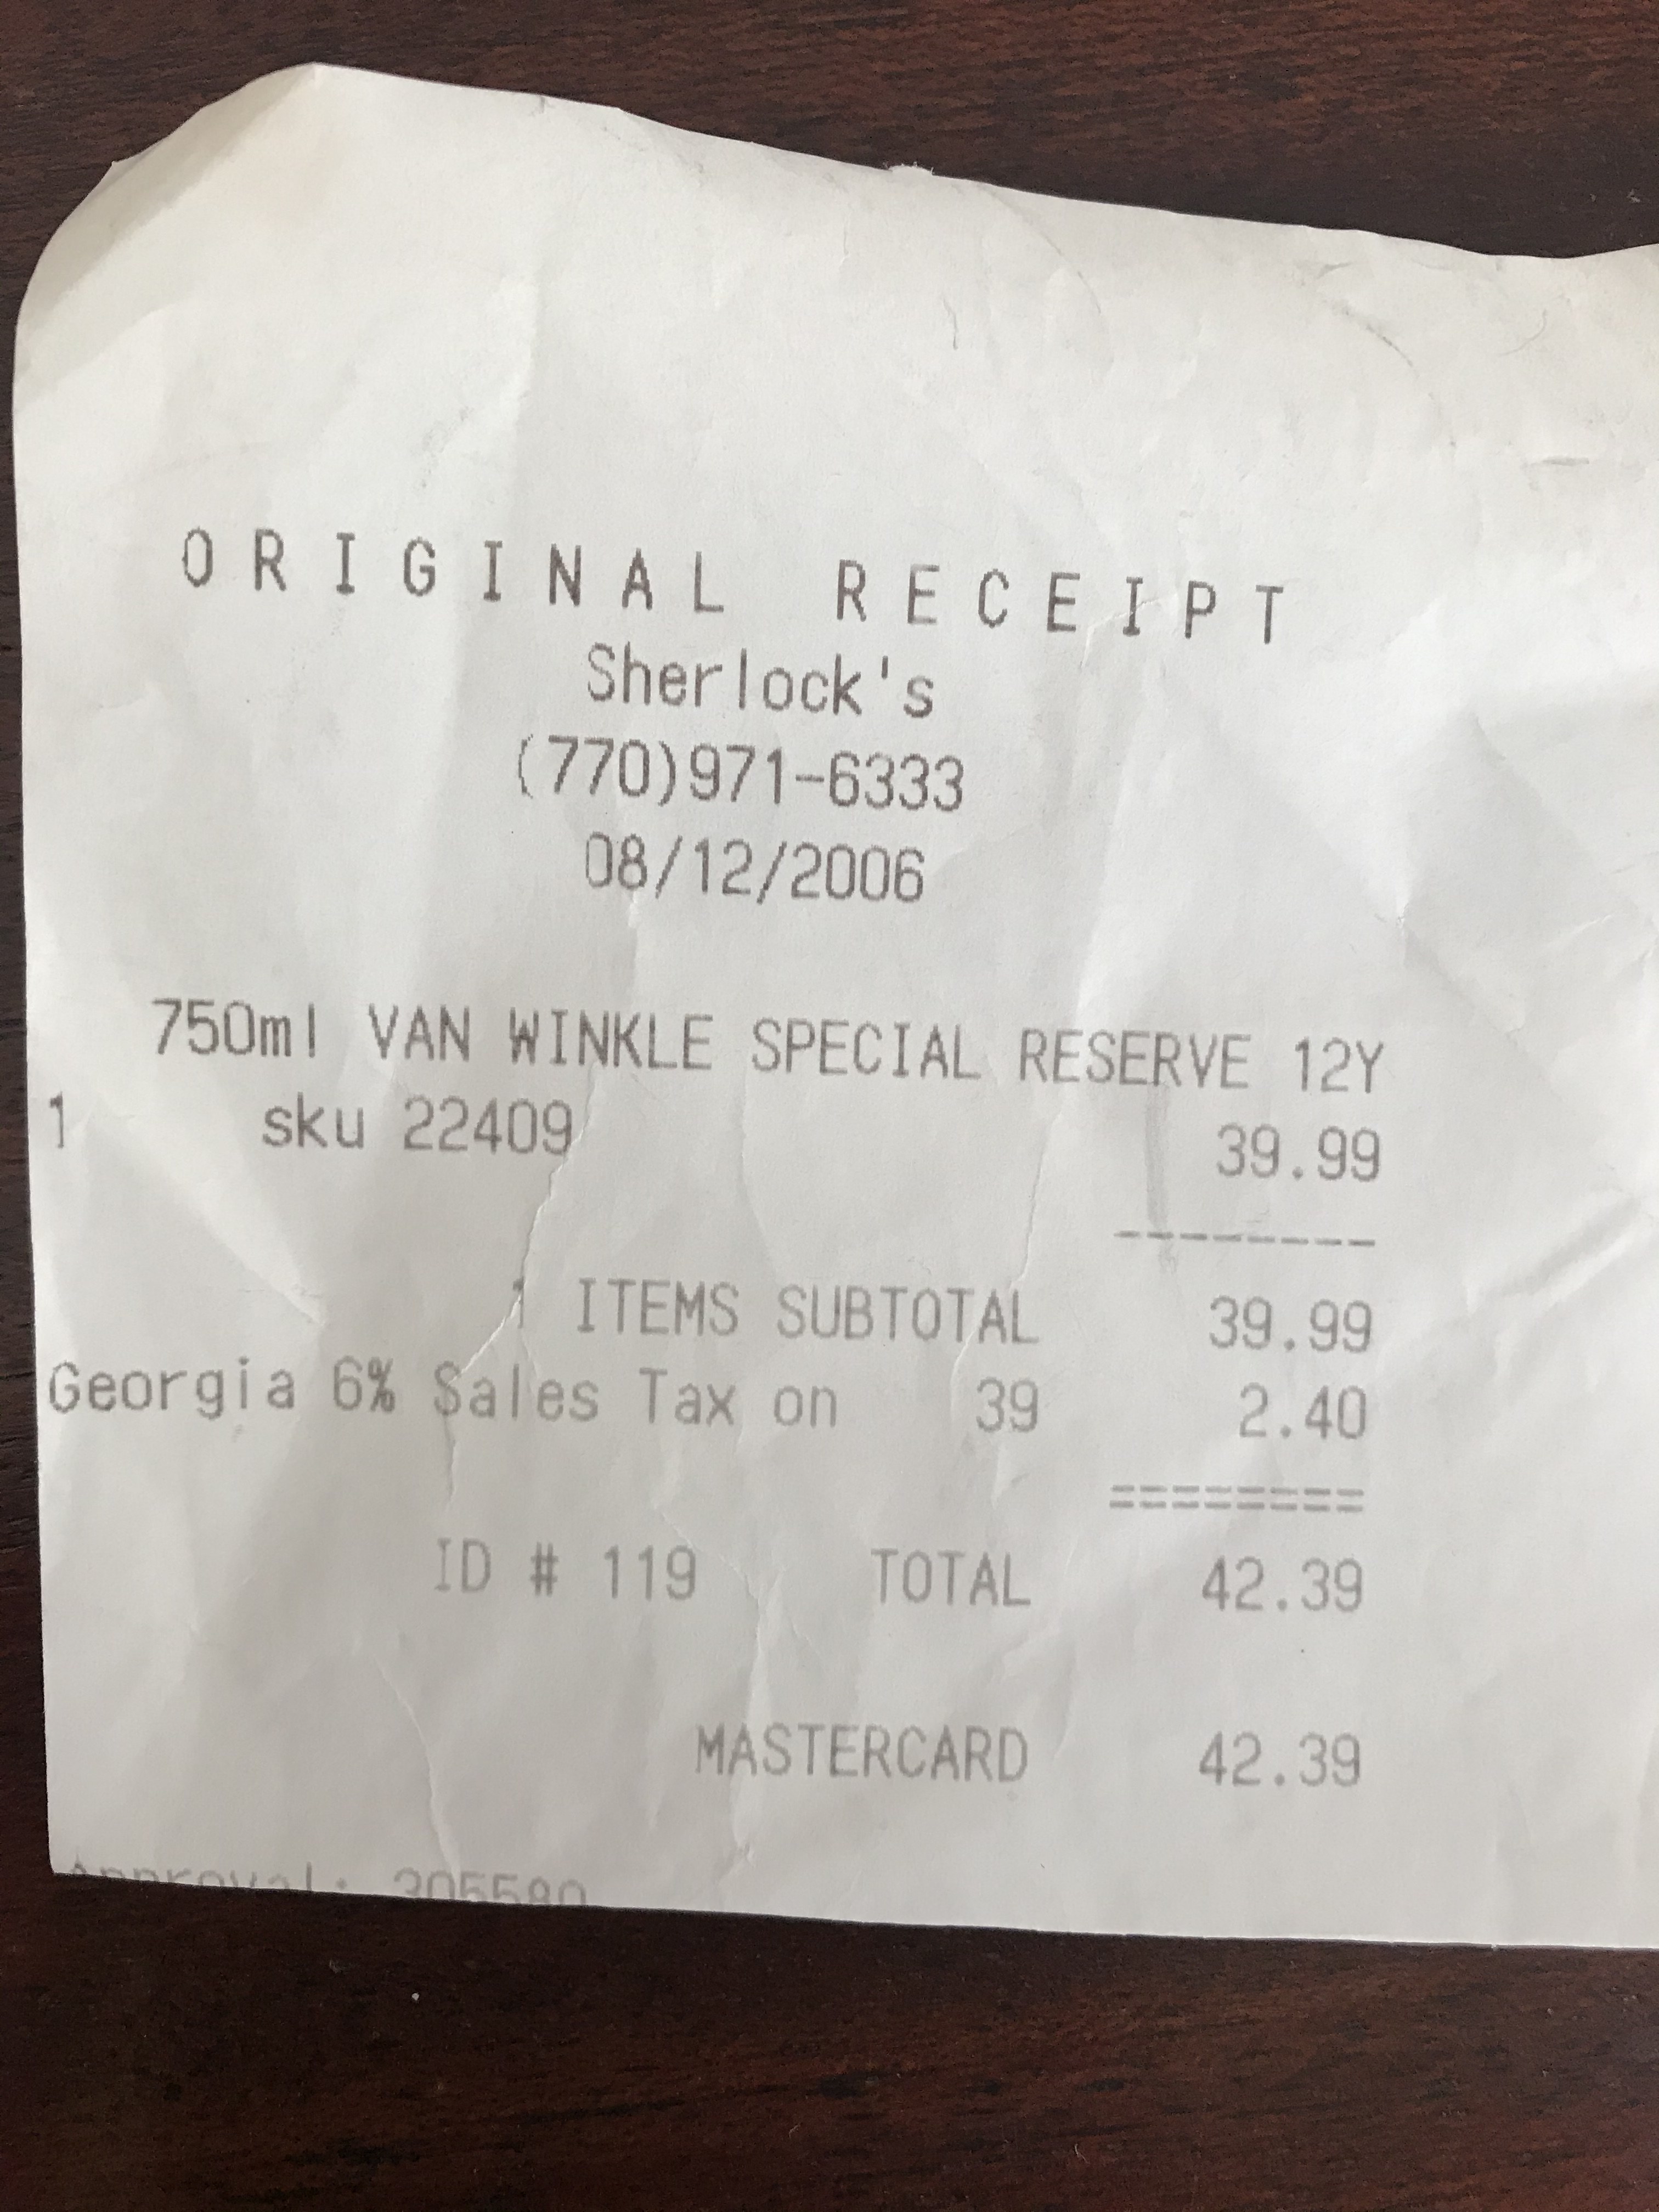 ORIGINAL RECEIPT
Sherlock's
(770)971-6333
08/12/2006
750ml VAN WINKLE SPECIAL RESERVE 12Y
1 sku 22409 39.99
--------
1 ITEMS SUBTOTAL 39.99
Georgia 6% Sales Tax on 39 2.40
========
ID # 119 TOTAL 42.39
MASTERCARD 42.39
Approval: